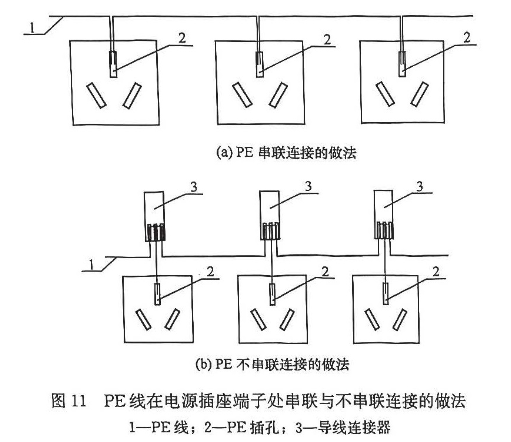 1 2 2 2
(a) PE 串联连接的做法
3 3 3
1 2 2 2
(b) PE 不串联连接的做法
图 11 PE 线在电源插座端子处串联与不串联连接的做法
1—PE 线；2—PE 插孔；3—导线连接器